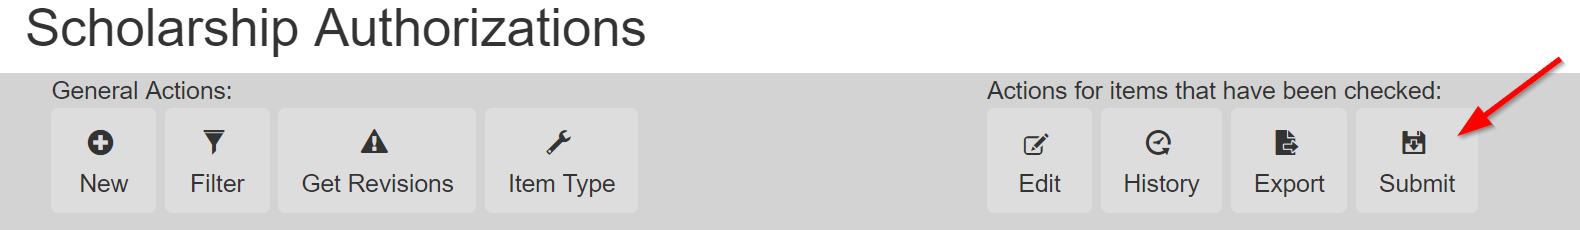 Scholarship Authorizations
General Actions:
New
Filter
Get Revisions
Item Type
Actions for items that have been checked:
Edit
History
Export
Submit